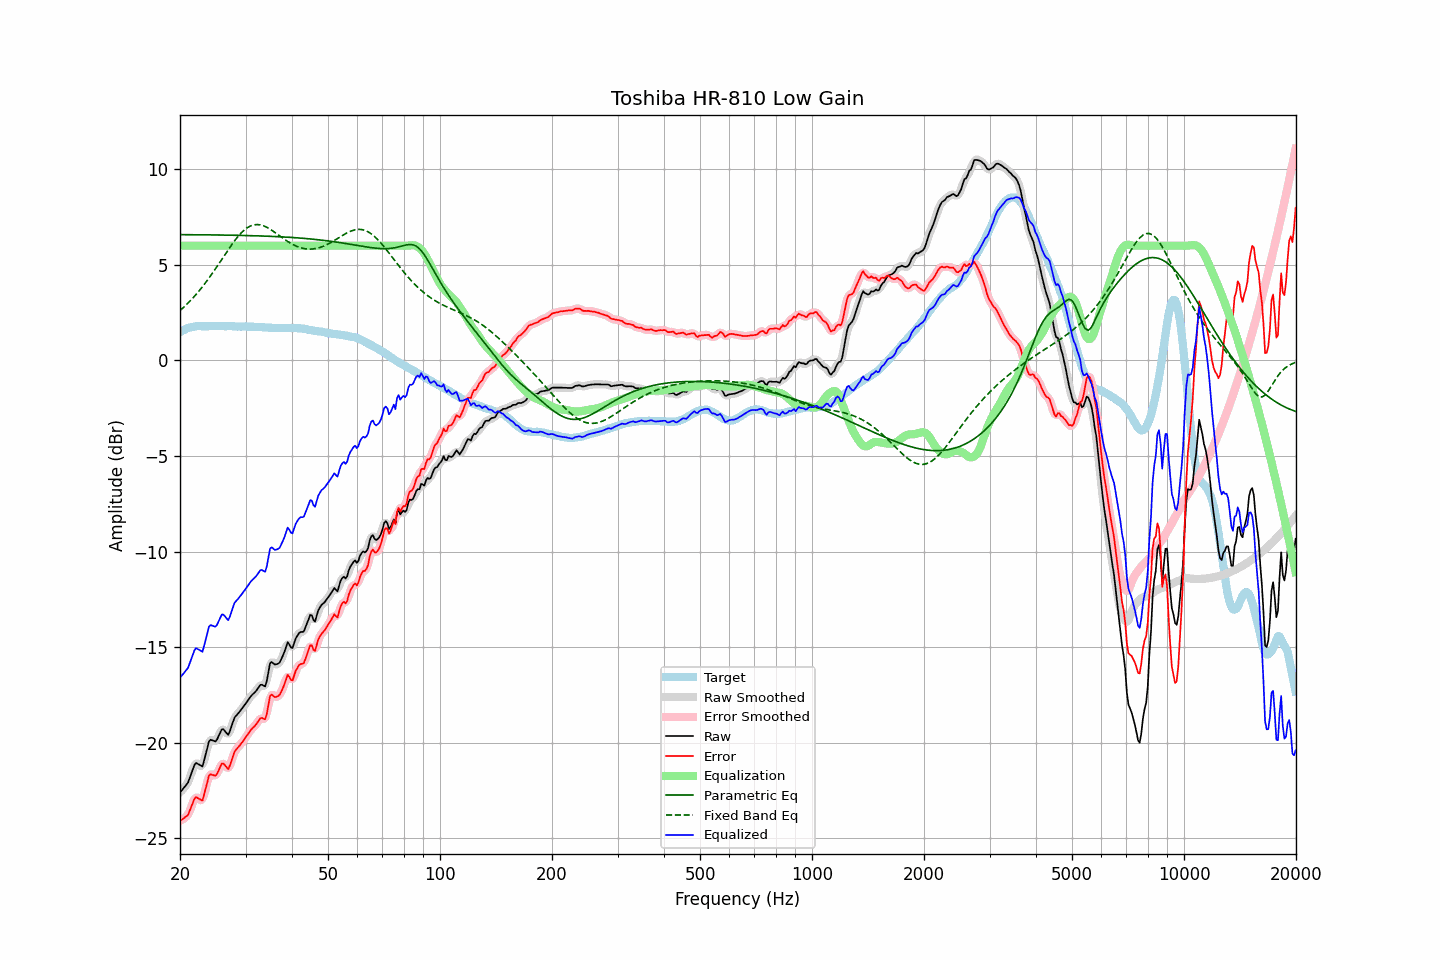 Toshiba HR-810 Low Gain
Amplitude (dBr)
10
5
0
−5
−10
−15
−20
−25
Target
Raw Smoothed
Error Smoothed
Raw
Error
Equalization
Parametric Eq
Fixed Band Eq
Equalized
20 50 100 200 500 1000 2000 5000 10000 20000
Frequency (Hz)